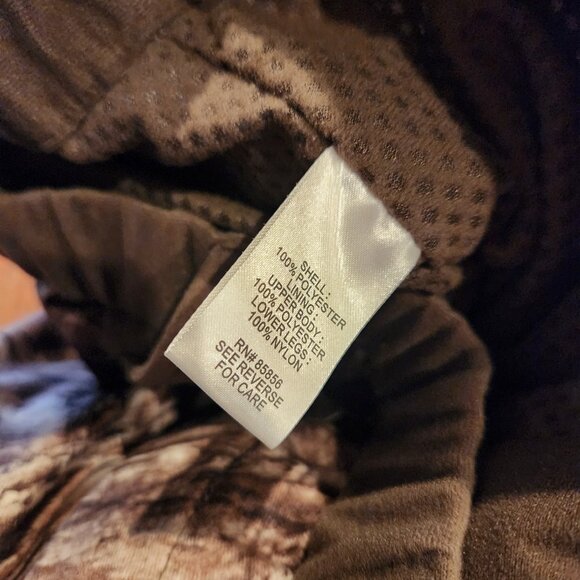 SHELL :
100% POLYESTER
LINING :
UPPER BODY :
100% POLYESTER
LOWER LEGS :
100% NYLON
RN# 85856
SEE REVERSE
FOR CARE